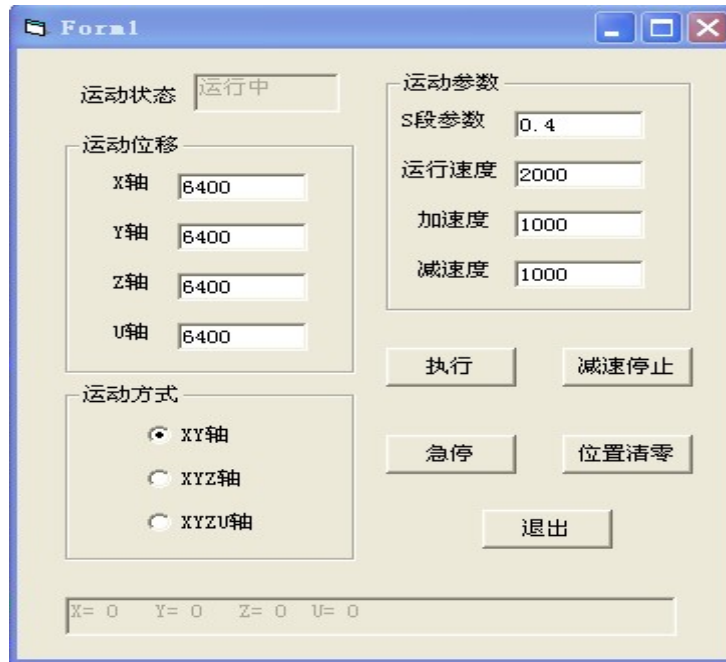 Form1
运动状态 运行中
运动位移
X轴 6400
Y轴 6400
Z轴 6400
U轴 6400
运动方式
XY轴
XYZ轴
XYZU轴
运动参数
S段参数 0.4
运行速度 2000
加速度 1000
减速度 1000
执行 减速停止
急停 位置清零
退出
X= 0 Y= 0 Z= 0 U= 0